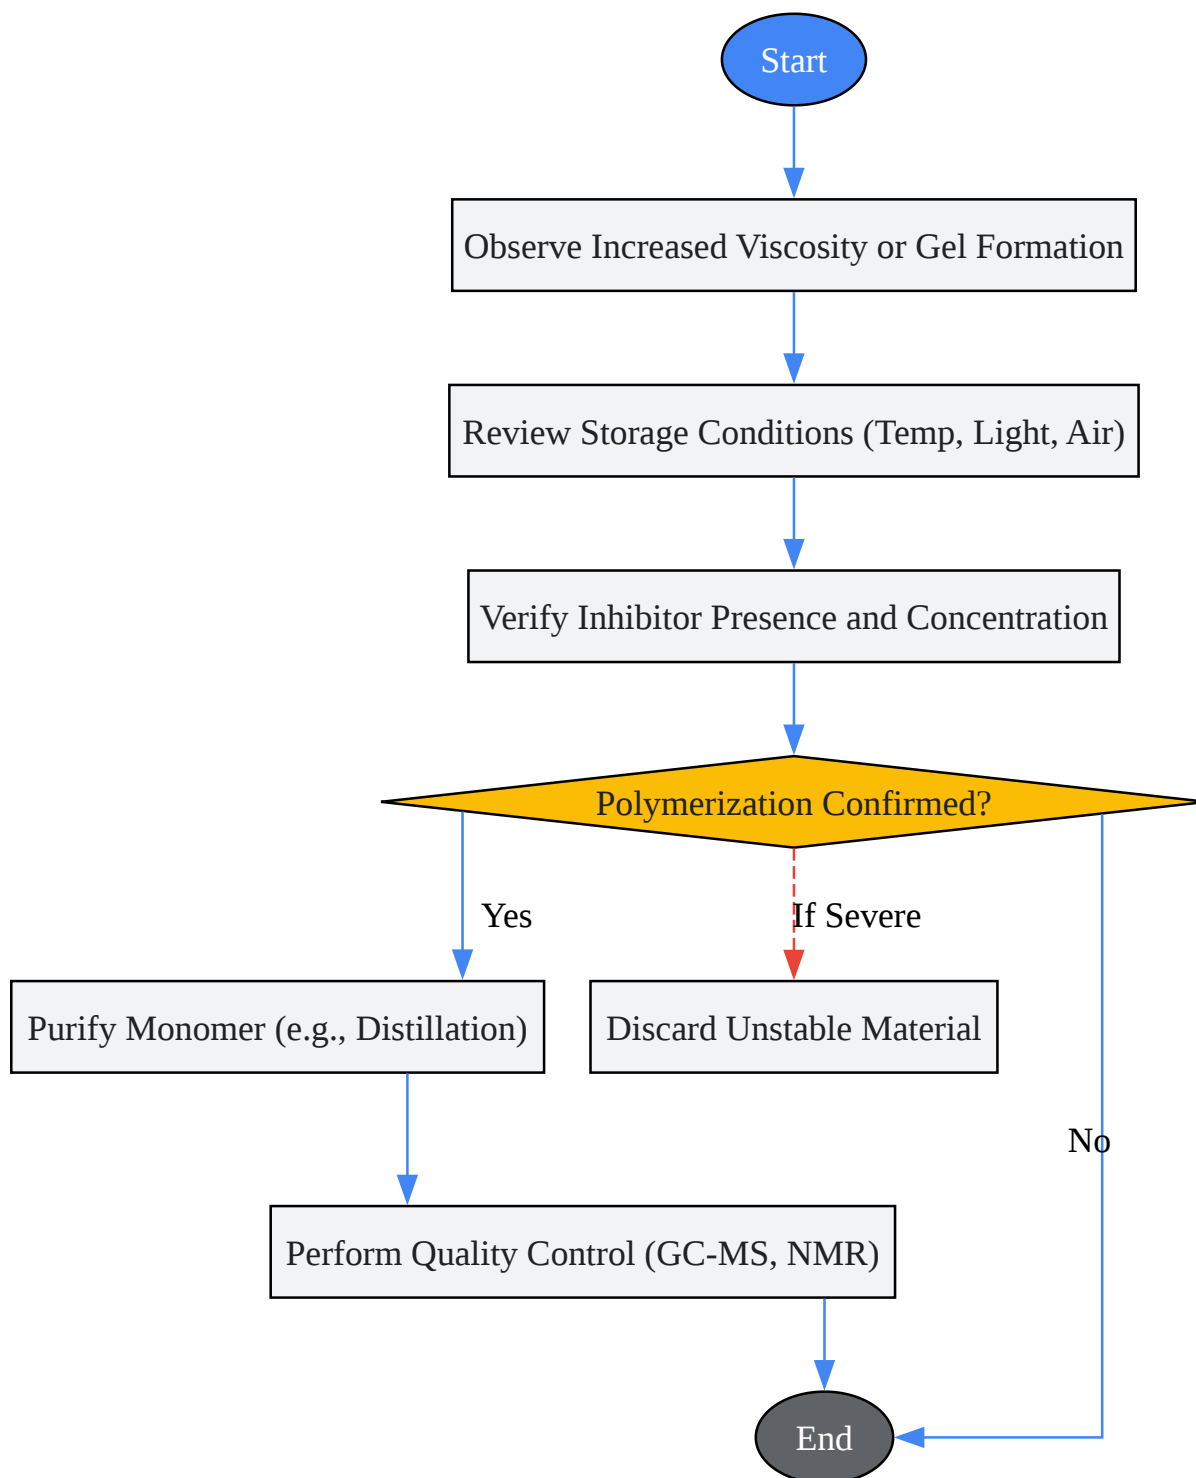 Start
Observe Increased Viscosity or Gel Formation
Review Storage Conditions (Temp, Light, Air)
Verify Inhibitor Presence and Concentration
Polymerization Confirmed?
Yes
If Severe
Purify Monomer (e.g., Distillation)
Discard Unstable Material
No
Perform Quality Control (GC-MS, NMR)
End